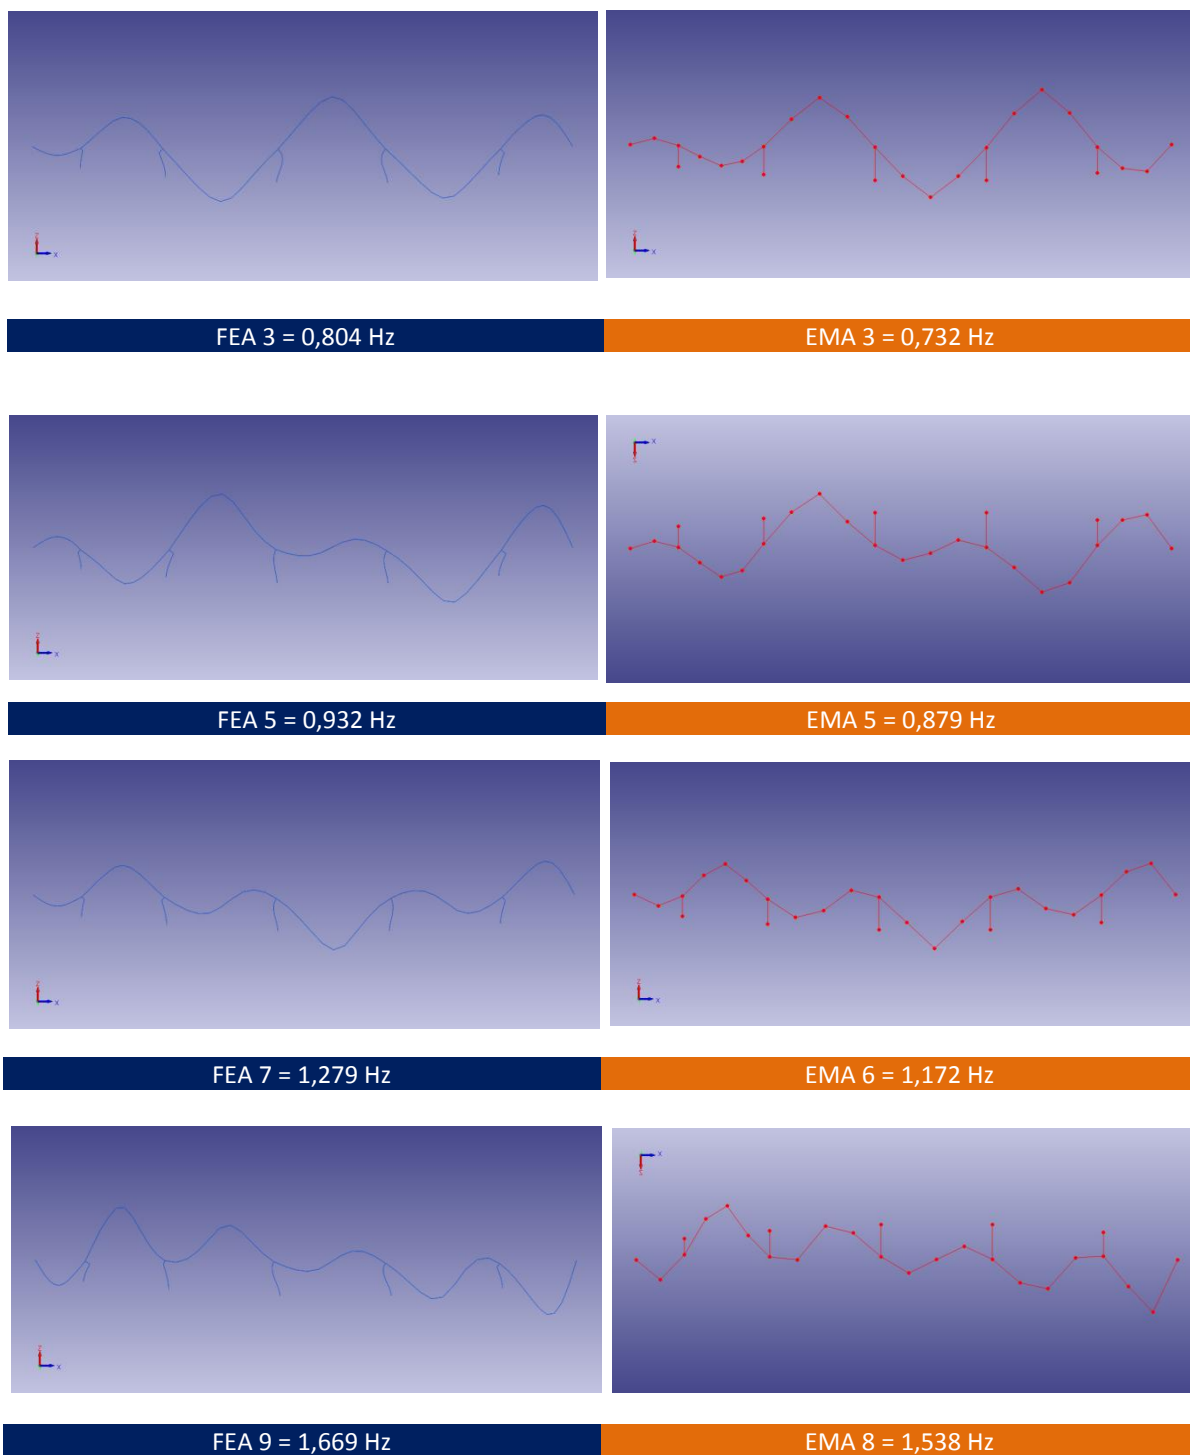 Z
X
Z
X
FEA 3 = 0,804 Hz
EMA 3 = 0,732 Hz
Z
X
X
Z
FEA 5 = 0,932 Hz
EMA 5 = 0,879 Hz
Z
X
Z
X
FEA 7 = 1,279 Hz
EMA 6 = 1,172 Hz
Z
X
X
Z
FEA 9 = 1,669 Hz
EMA 8 = 1,538 Hz